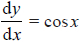 dy/dx = cos x